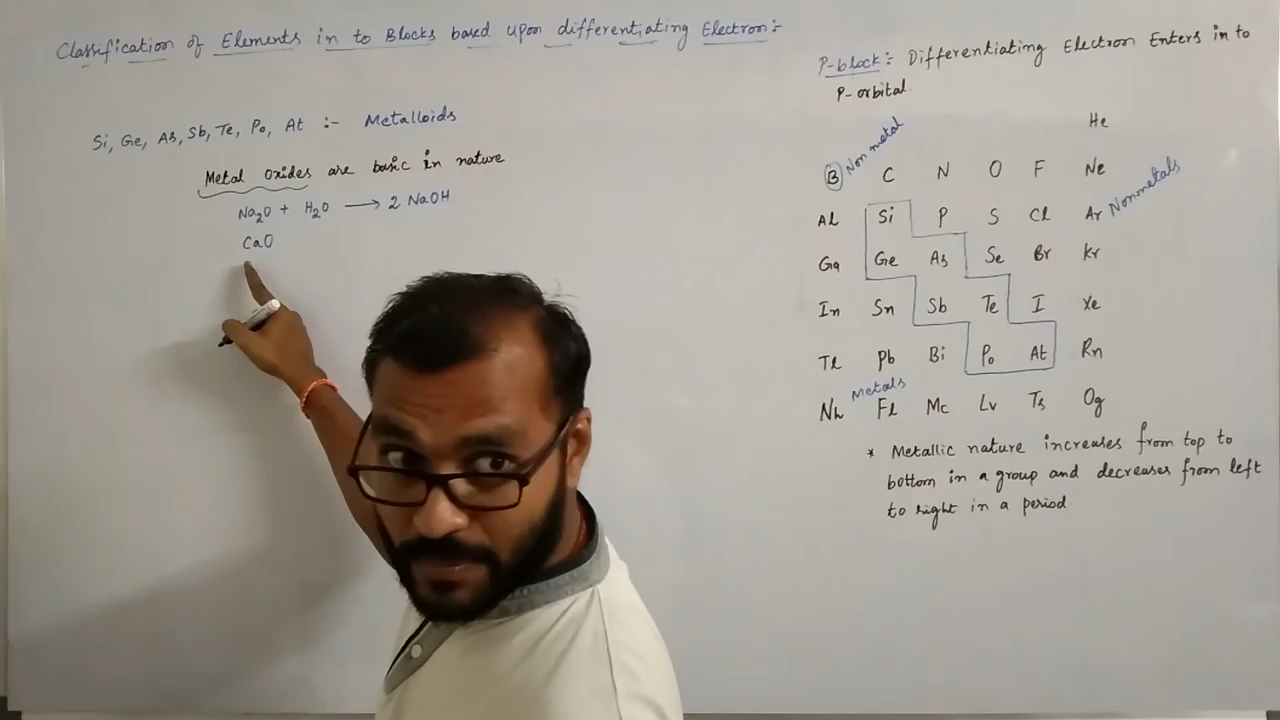 Classification of Elements in to Blocks based upon differentiating Electron:-
Si, Ge, As, Sb, Te, Po, At :- Metalloids
Metal oxides are basic in nature
Na2O + H2O → 2 NaOH
CaO
P-block:- Differentiating Electron Enters in to
P-orbital
He
Non metal
B C N O F Ne
Nonmetals
Al Si P S Cl Ar
Ga Ge As Se Br Kr
In Sn Sb Te I Xe
Tl Pb Bi Po At Rn
Metals
Nh Fl Mc Lv Ts Og
* Metallic nature increases from top to
bottom in a group and decreases from left
to right in a period.